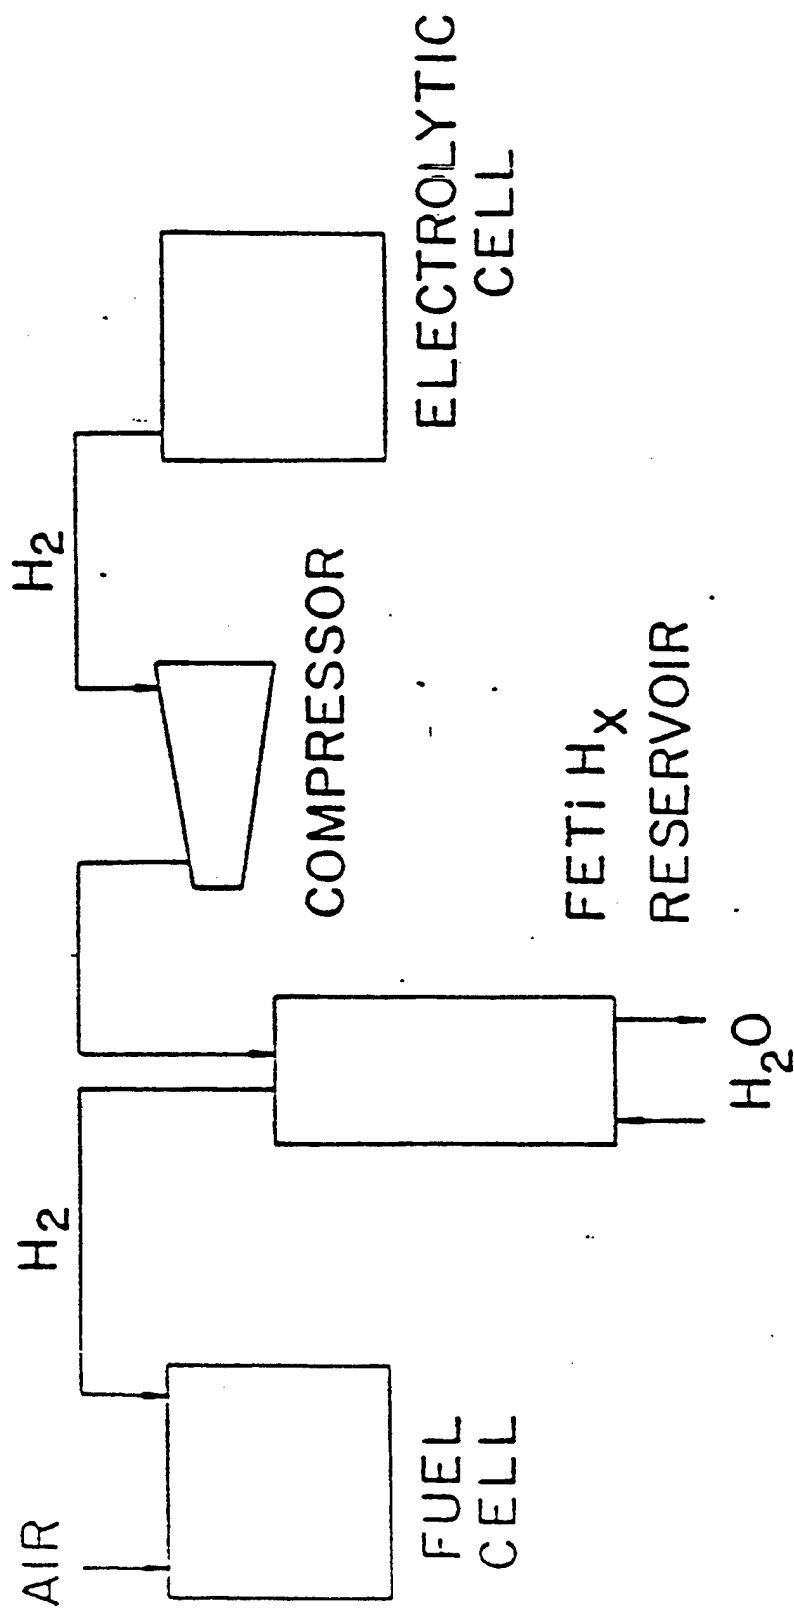 AIR
H2
H2
FUEL
CELL
H2O
FETi HX
RESERVOIR
COMPRESSOR
ELECTROLYTIC
CELL